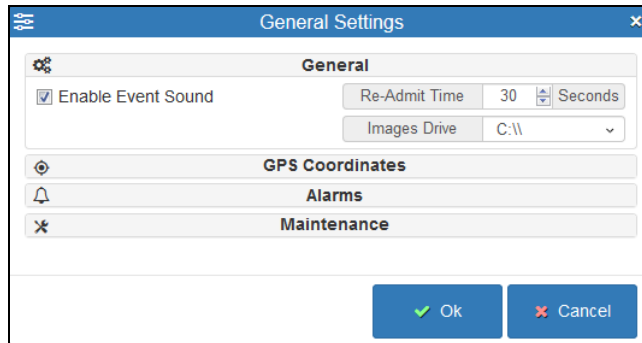 General Settings
General
Enable Event Sound
Re-Admit Time 30 Seconds
Images Drive C:\\
GPS Coordinates
Alarms
Maintenance
Ok Cancel